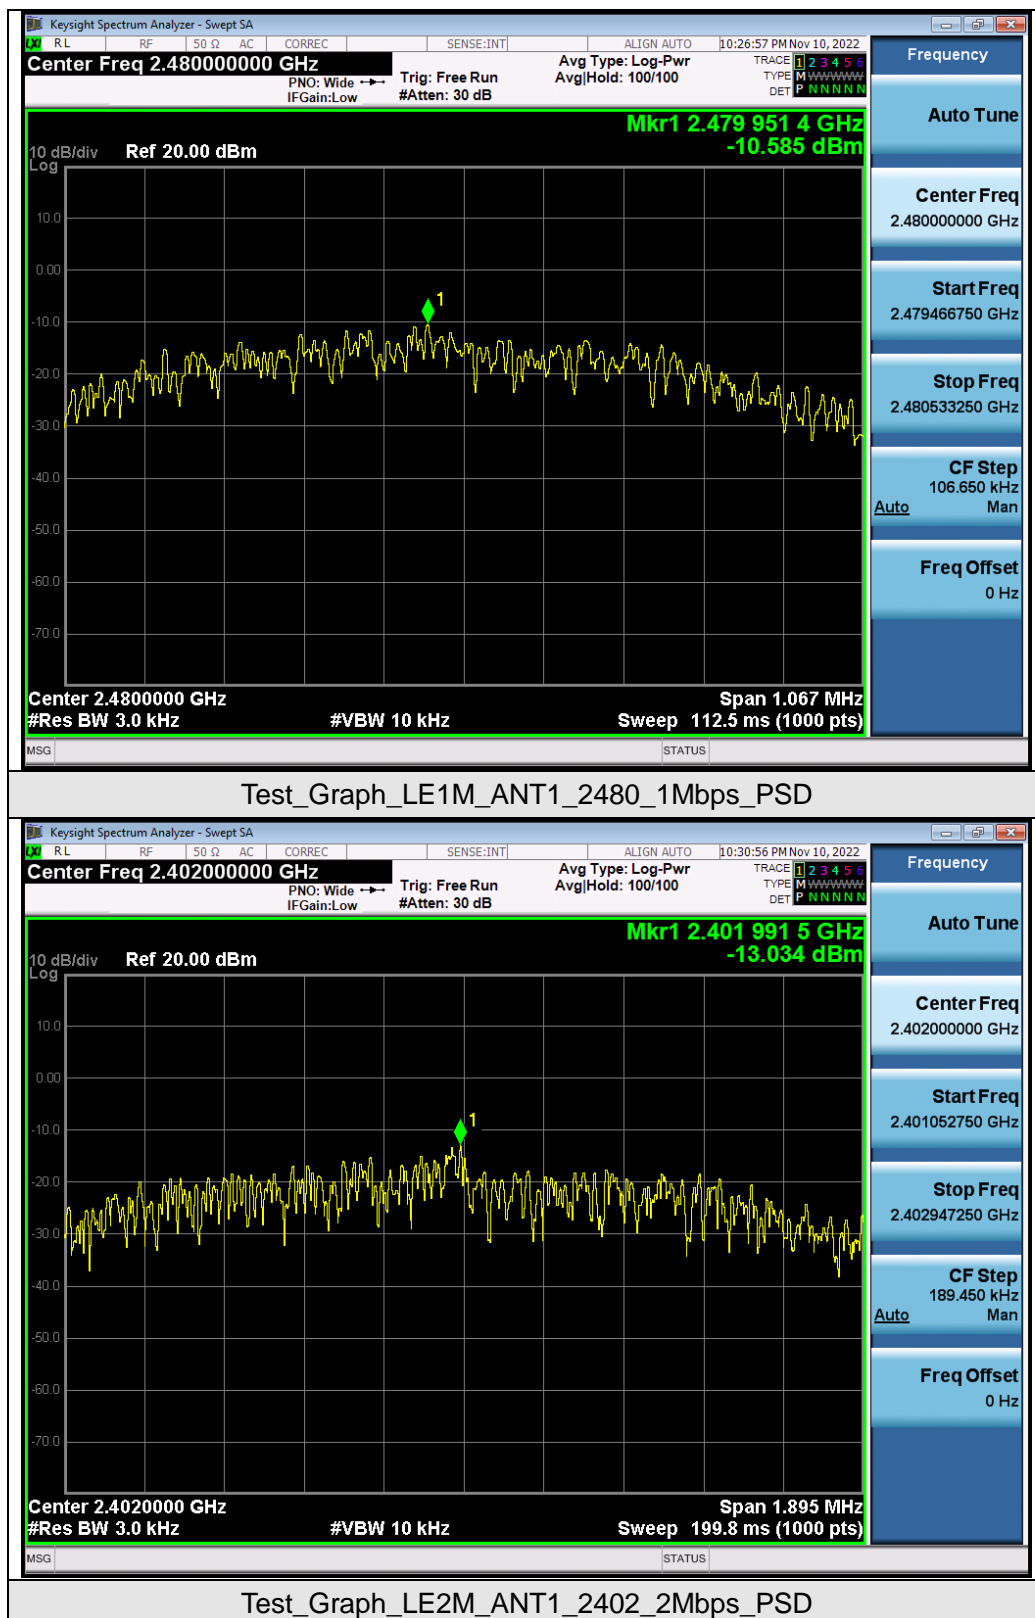 Keysight Spectrum Analyzer - Swept SA
LXI RL RF 50 Ω AC CORREC SENSE:INT ALIGN AUTO 10:26:57 PM Nov 10, 2022
Center Freq 2.480000000 GHz
PNO: Wide
IFGain:Low
Trig: Free Run
#Atten: 30 dB
Avg Type: Log-Pwr
Avg|Hold: 100/100
TRACE 1 2 3 4 5 6
TYPE M WWWWW
DET P N N N N N
Mkr1 2.479 951 4 GHz
-10.585 dBm
10 dB/div Ref 20.00 dBm
Log
10.0
0.00
-10.0
-20.0
-30.0
-40.0
-50.0
-60.0
-70.0
1
Center 2.4800000 GHz Span 1.067 MHz
#Res BW 3.0 kHz #VBW 10 kHz Sweep 112.5 ms (1000 pts)
MSG STATUS
Frequency
Auto Tune
Center Freq
2.480000000 GHz
Start Freq
2.479466750 GHz
Stop Freq
2.480533250 GHz
CF Step
106.650 kHz
Auto Man
Freq Offset
0 Hz
Test_Graph_LE1M_ANT1_2480_1Mbps_PSD
Keysight Spectrum Analyzer - Swept SA
LXI RL RF 50 Ω AC CORREC SENSE:INT ALIGN AUTO 10:30:56 PM Nov 10, 2022
Center Freq 2.402000000 GHz
PNO: Wide
IFGain:Low
Trig: Free Run
#Atten: 30 dB
Avg Type: Log-Pwr
Avg|Hold: 100/100
TRACE 1 2 3 4 5 6
TYPE M WWWWW
DET P N N N N N
Mkr1 2.401 991 5 GHz
-13.034 dBm
10 dB/div Ref 20.00 dBm
Log
10.0
0.00
-10.0
-20.0
-30.0
-40.0
-50.0
-60.0
-70.0
1
Center 2.4020000 GHz Span 1.895 MHz
#Res BW 3.0 kHz #VBW 10 kHz Sweep 199.8 ms (1000 pts)
MSG STATUS
Frequency
Auto Tune
Center Freq
2.402000000 GHz
Start Freq
2.401052750 GHz
Stop Freq
2.402947250 GHz
CF Step
189.450 kHz
Auto Man
Freq Offset
0 Hz
Test_Graph_LE2M_ANT1_2402_2Mbps_PSD